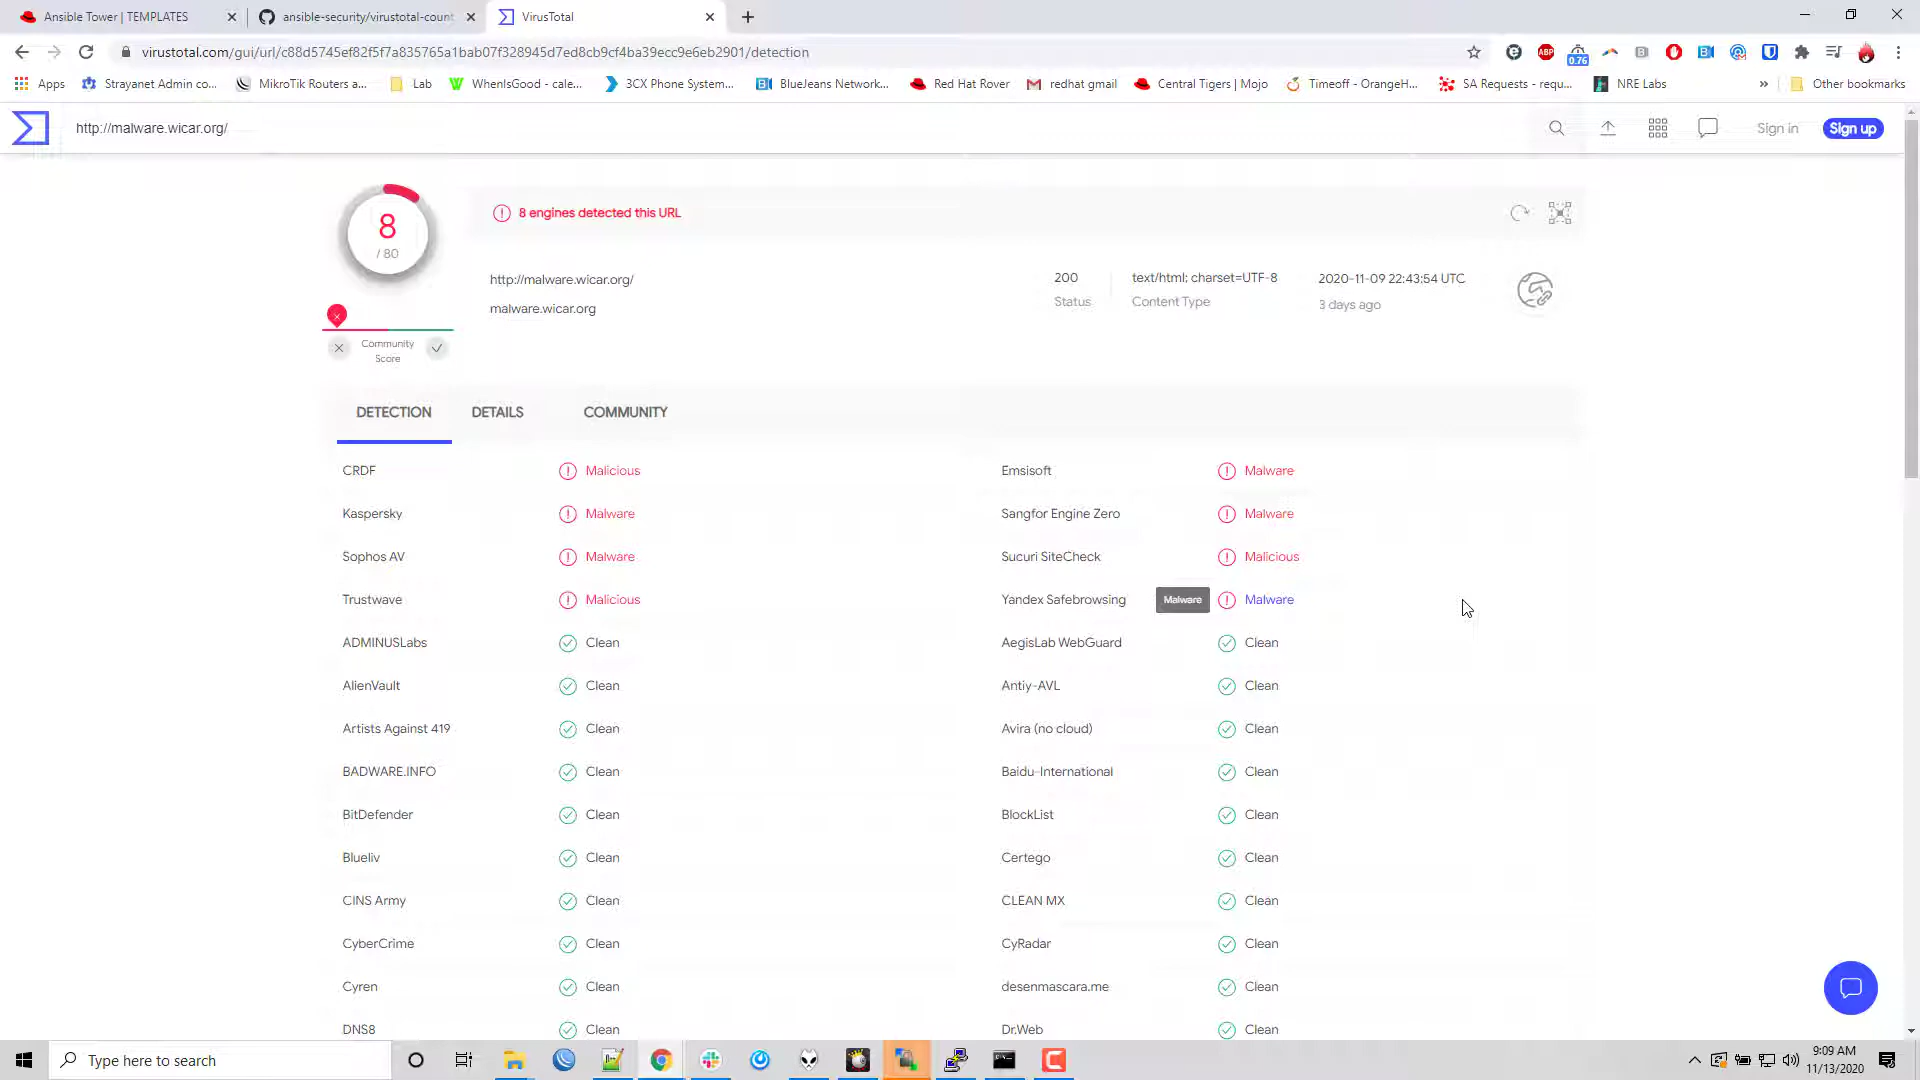 Ansible Tower | TEMPLATES
ansible-security/virustotal-count
VirusTotal
virustotal.com/gui/url/c88d5745ef82f5f7a835765a1bab07f328945d7ed8cb9cf4ba39ecc9e6eb2901/detection
ABP
0.76
Apps
Strayanet Admin co...
MikroTik Routers a...
Lab
WhenIsGood - cale...
3CX Phone System...
BlueJeans Network...
Red Hat Rover
redhat gmail
Central Tigers | Mojo
Timeoff - OrangeH...
SA Requests - requ...
NRE Labs
»
Other bookmarks
http://malware.wicar.org/
Sign in
Sign up
8
/ 80
8 engines detected this URL
http://malware.wicar.org/
malware.wicar.org
200
Status
text/html; charset=UTF-8
Content Type
2020-11-09 22:43:54 UTC
3 days ago
Community
Score
DETECTION
DETAILS
COMMUNITY
CRDF
Malicious
Emsisoft
Malware
Kaspersky
Malware
Sangfor Engine Zero
Malware
Sophos AV
Malware
Sucuri SiteCheck
Malicious
Trustwave
Malicious
Yandex Safebrowsing
Malware
Malware
ADMINUSLabs
Clean
AegisLab WebGuard
Clean
AlienVault
Clean
Antiy-AVL
Clean
Artists Against 419
Clean
Avira (no cloud)
Clean
BADWARE.INFO
Clean
Baidu-International
Clean
BitDefender
Clean
BlockList
Clean
Blueliv
Clean
Certego
Clean
CINS Army
Clean
CLEAN MX
Clean
CyberCrime
Clean
CyRadar
Clean
Cyren
Clean
desenmascara.me
Clean
DNS8
Clean
Dr.Web
Clean
Type here to search
9:09 AM
11/13/2020